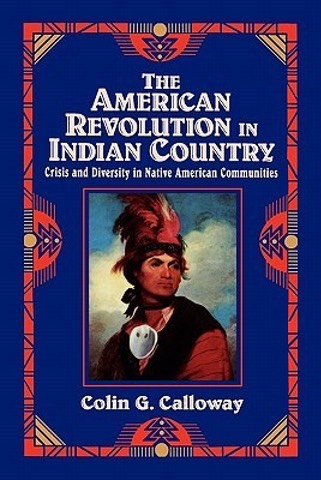 THE
AMERICAN
REVOLUTION IN
INDIAN COUNTRY
Crisis and Diversity in Native American Communities
Colin G. Calloway